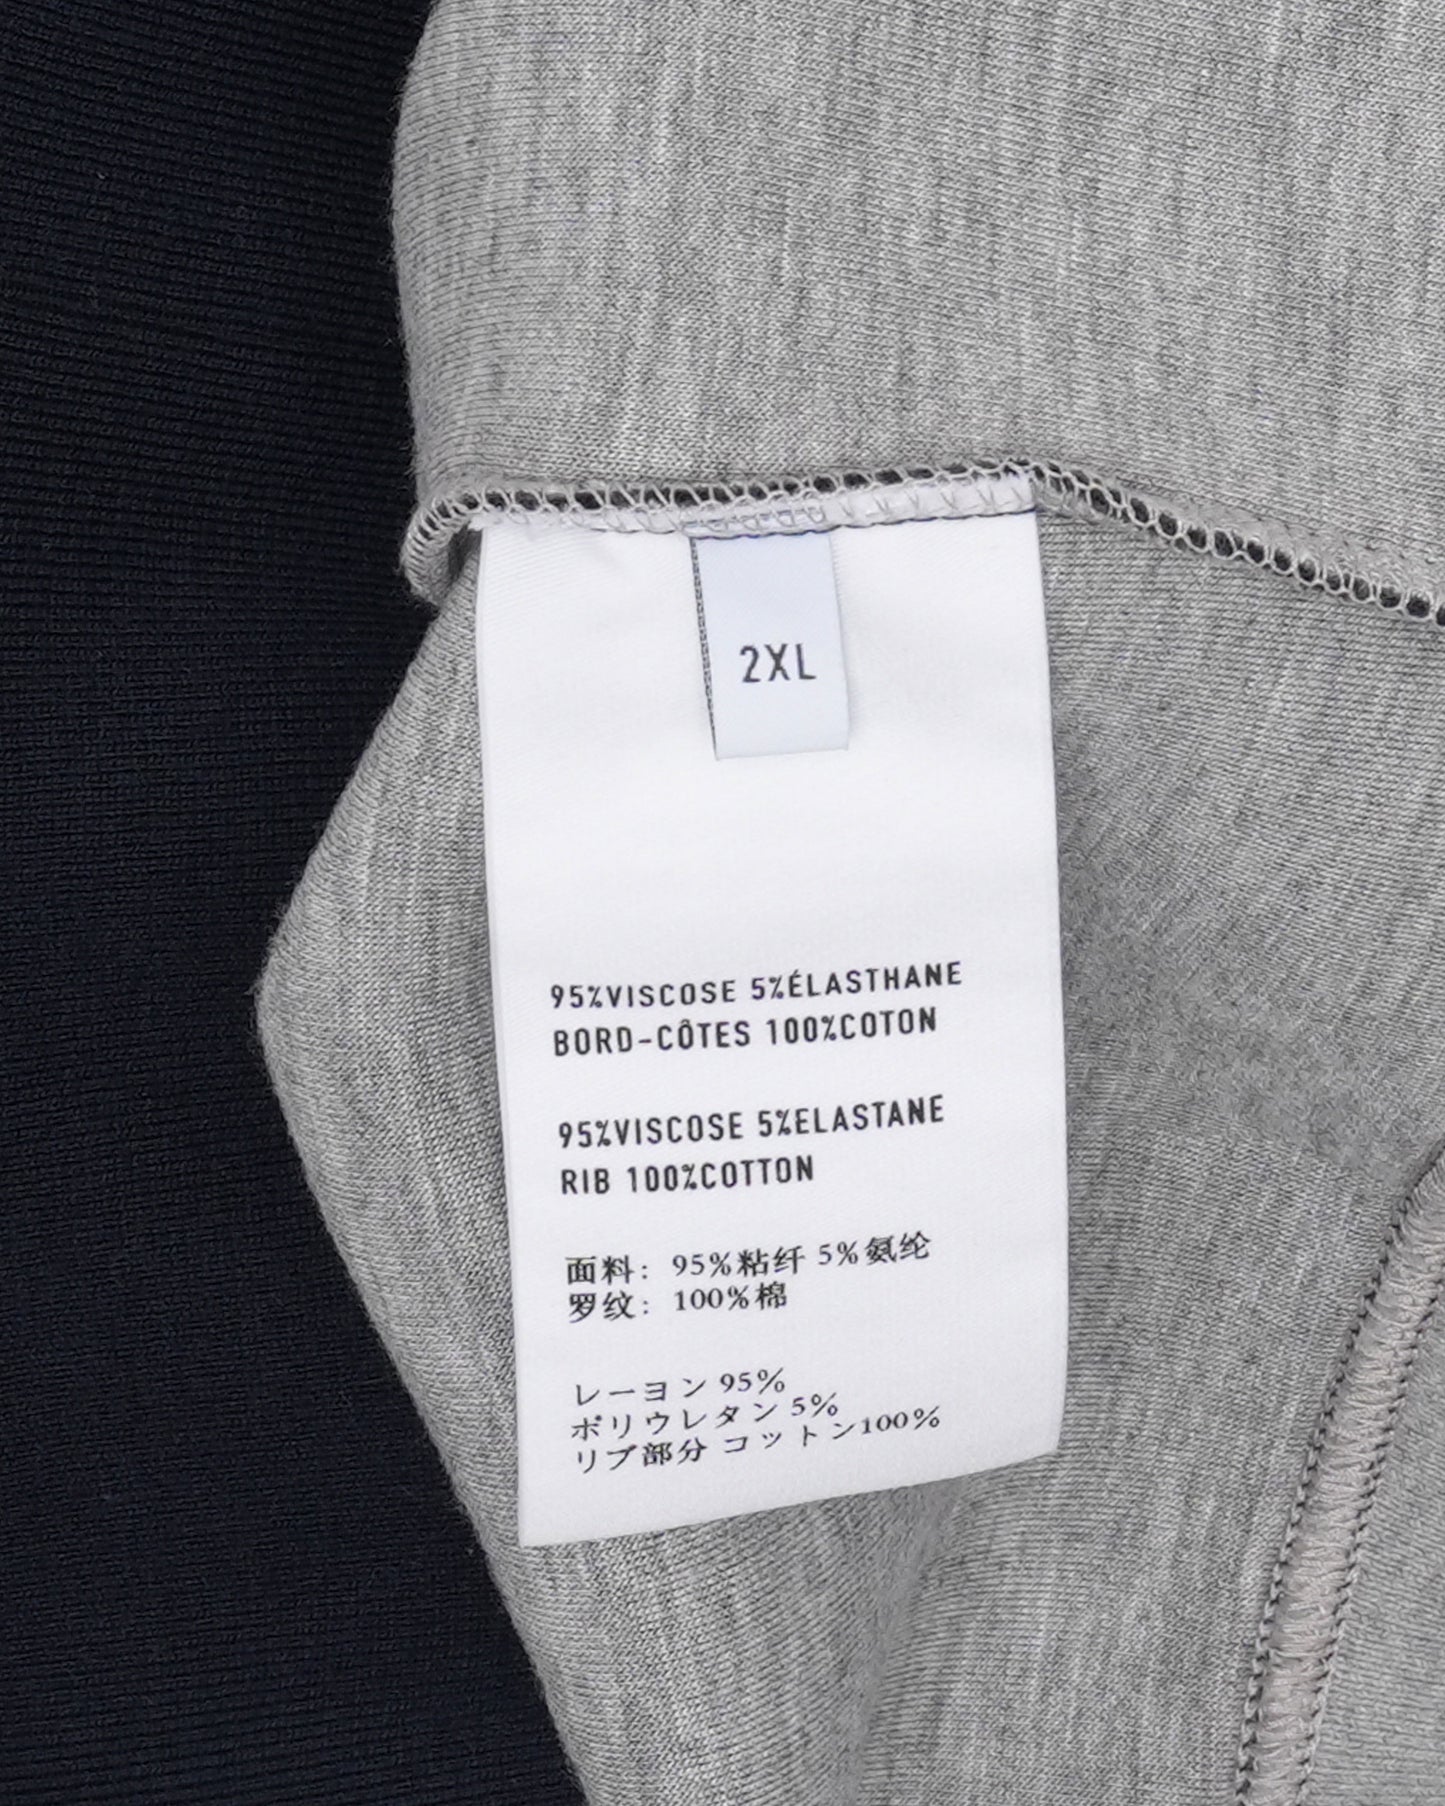 2XL
95%VISCOSE 5%ÉLASTHANE
BORD-CÔTES 100%COTON
95%VISCOSE 5%ELASTANE
RIB 100%COTTON
面料: 95%粘纤 5%氨纶
罗纹: 100%棉
レーヨン 95%
ポリウレタン 5%
リブ部分 コットン100%